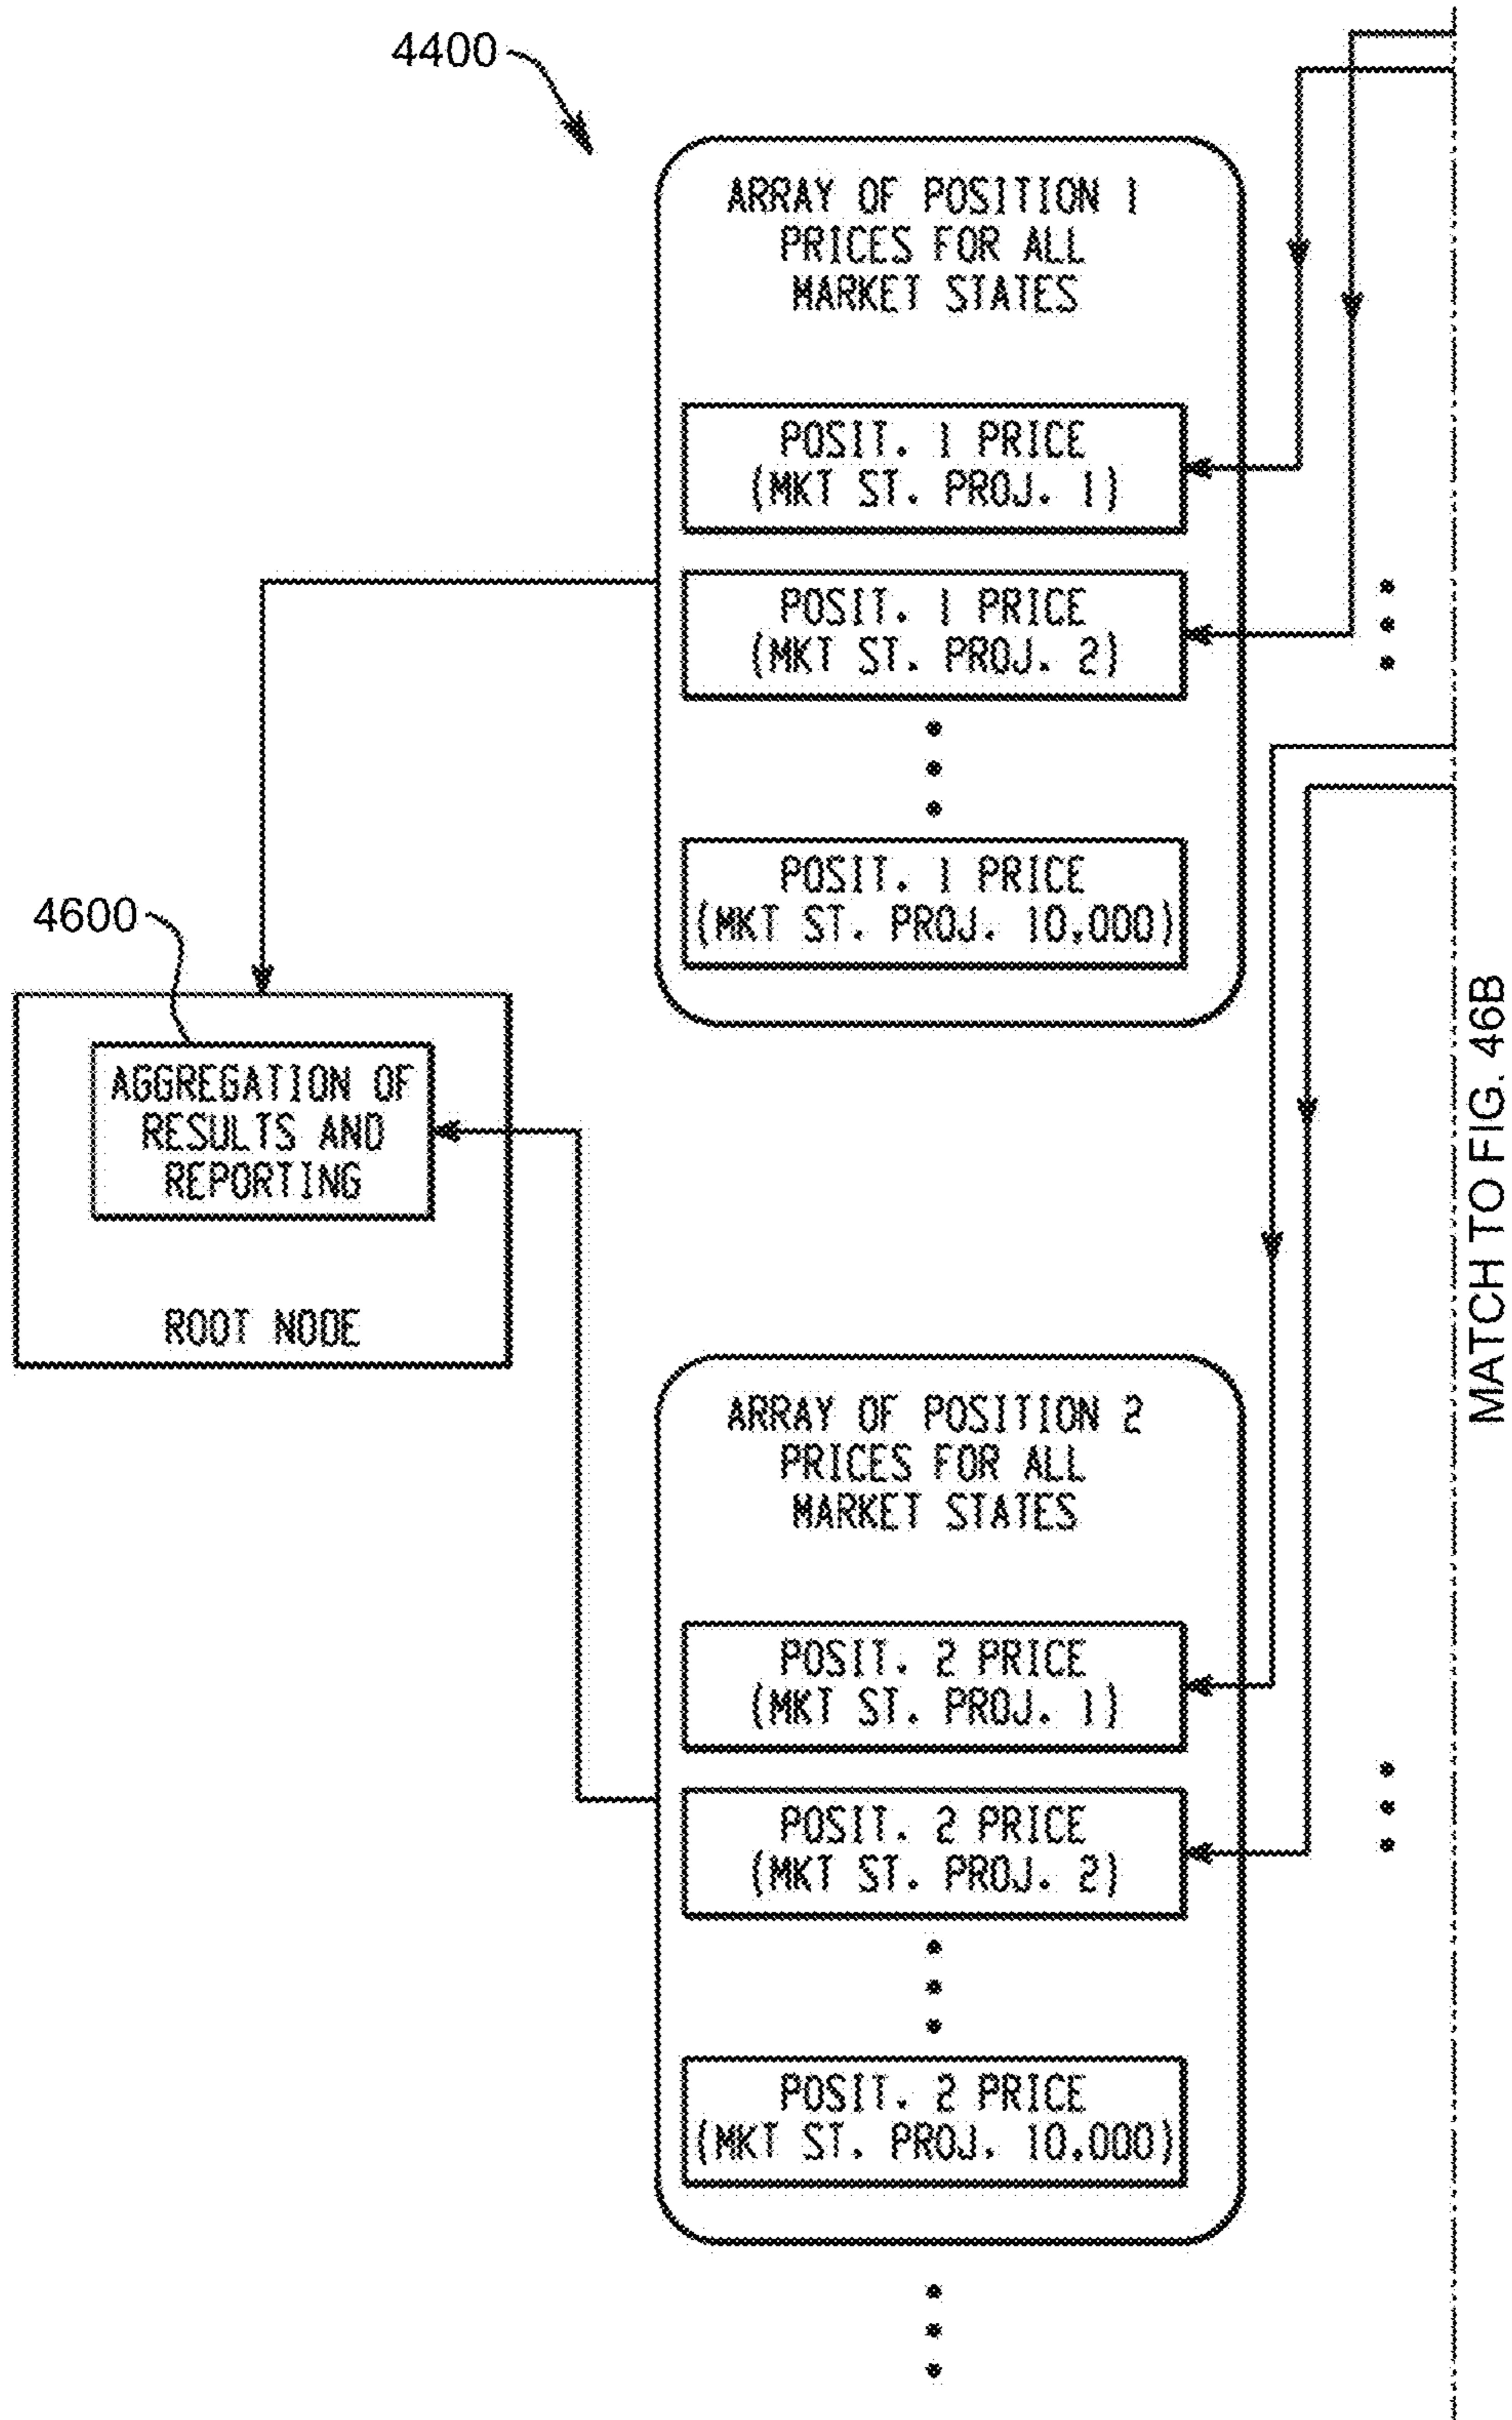 4400
ARRAY OF POSITION 1
PRICES FOR ALL
MARKET STATES
POSIT. 1 PRICE
(MKT ST. PROJ. 1)
POSIT. 1 PRICE
(MKT ST. PROJ. 2)
POSIT. 1 PRICE
(MKT ST. PROJ. 10,000)
4600
AGGREGATION OF
RESULTS AND
REPORTING
ROOT NODE
ARRAY OF POSITION 2
PRICES FOR ALL
MARKET STATES
POSIT. 2 PRICE
(MKT ST. PROJ. 1)
POSIT. 2 PRICE
(MKT ST. PROJ. 2)
POSIT. 2 PRICE
(MKT ST. PROJ. 10,000)
MATCH TO FIG. 46B